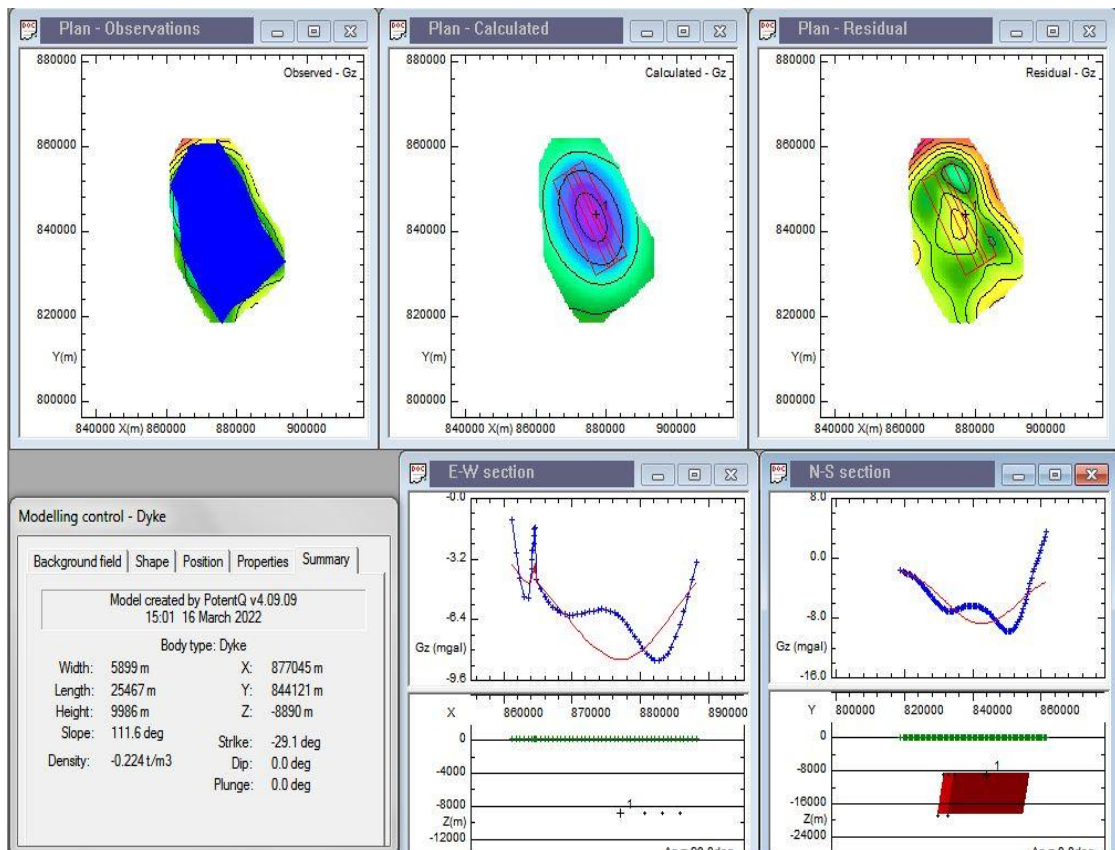 Plan - Observations
880000
Observed - Gz
860000
840000
820000
Y(m)
800000
840000 X(m) 860000 880000 900000
Plan - Calculated
880000
Calculated - Gz
860000
840000
1
820000
Y(m)
800000
840000 X(m) 860000 880000 900000
Plan - Residual
880000
Residual - Gz
860000
840000
1
820000
Y(m)
800000
840000 X(m) 860000 880000 900000
Modelling control - Dyke
Background field Shape Position Properties Summary
Model created by PotentQ v4.09.09
15:01 16 March 2022
Body type: Dyke
Width: 5899 m X: 877045 m
Length: 25467 m Y: 844121 m
Height: 9986 m Z: -8890 m
Slope: 111.6 deg Strike: -29.1 deg
Density: -0.224 t/m3 Dip: 0.0 deg
Plunge: 0.0 deg
E-W section
-0.0
-3.2
-6.4
Gz (mgal)
-9.6
X 860000 870000 880000 890000
0
-4000
-8000
1
Z(m)
-12000
N-S section
8.0
0.0
-8.0
Gz (mgal)
-16.0
Y 800000 820000 840000 860000
0
-8000
1
-16000
Z(m)
-24000